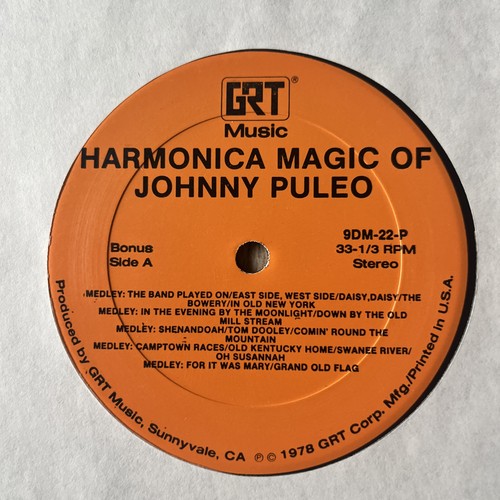 GRT®
Music
HARMONICA MAGIC OF
JOHNNY PULEO
9DM-22-P
Bonus 33-1/3 RPM
Side A Stereo
MEDLEY: THE BAND PLAYED ON/EAST SIDE, WEST SIDE/DAISY,DAISY/THE
BOWERY/IN OLD NEW YORK
MEDLEY: IN THE EVENING BY THE MOONLIGHT/DOWN BY THE OLD
MILL STREAM
MEDLEY: SHENANDOAH/TOM DOOLEY/COMIN' ROUND THE
MOUNTAIN
MEDLEY: CAMPTOWN RACES/OLD KENTUCKY HOME/SWANEE RIVER/
OH SUSANNAH
MEDLEY: FOR IT WAS MARY/GRAND OLD FLAG
Produced by GRT Music, Sunnyvale, CA ℗ © 1978 GRT Corp. Mfg./Printed in U.S.A.